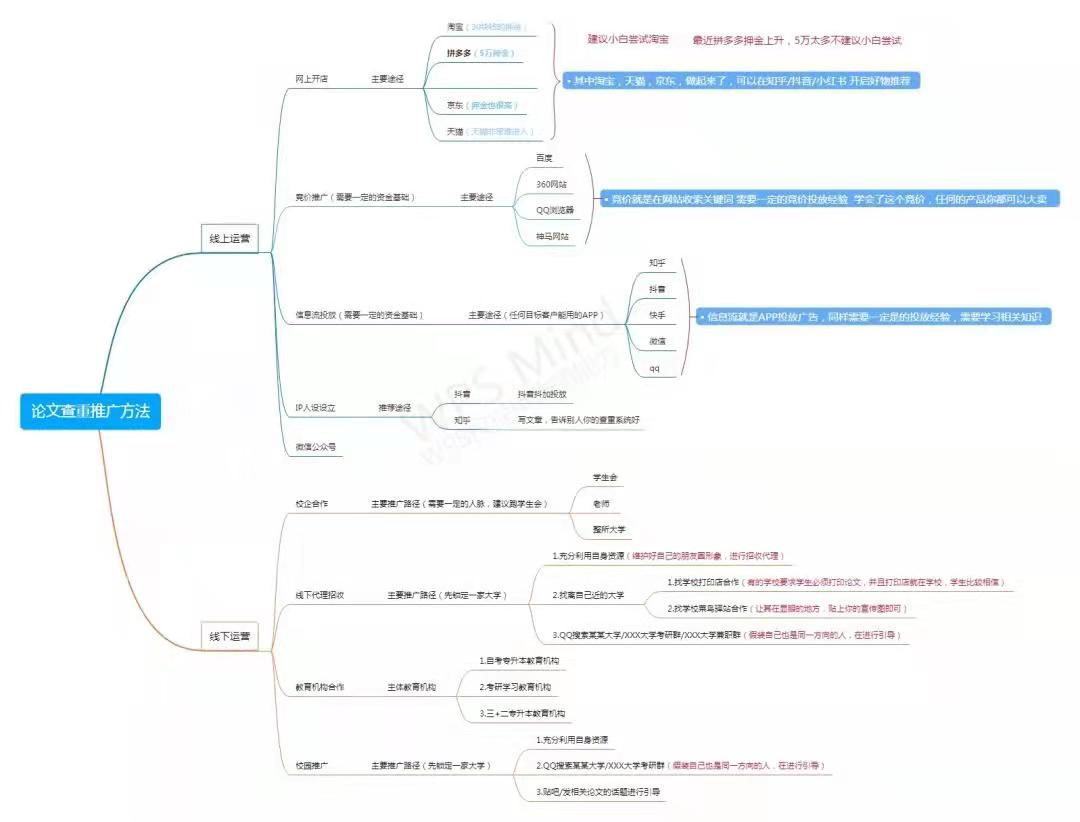 论文查重推广方法
线上运营
网上开店
主要途径
淘宝
拼多多（5万押金）
京东（押金也很高）
天猫（天猫非常难进入）
建议小白尝试淘宝
最近拼多多押金上升，5万太多不建议小白尝试
其中淘宝，天猫，京东，做起来了，可以在知乎/抖音/小红书 开启好物推荐
竞价推广（需要一定的资金基础）
主要途径
百度
360网站
QQ浏览器
神马网站
竞价就是在网站收索关键词 需要一定的竞价投放经验 学会了这个竞价，任何的产品你都可以大卖
信息流投放（需要一定的资金基础）
主要途径（任何目标客户能用的APP）
知乎
抖音
快手
微信
qq
信息流就是APP投放广告，同样需要一定是的投放经验，需要学习相关知识
IP人设设立
推荐途径
抖音
抖音抖加投放
知乎
写文章，告诉别人你的查重系统好
微信公众号
线下运营
校企合作
主要推广路径（需要一定的人脉，建议跑学生会）
学生会
老师
整所大学
线下代理招收
主要推广路径（先锁定一家大学）
1.充分利用自身资源（维护好自己的朋友圈形象，进行招收代理）
2.找离自己近的大学
1.找学校打印店合作（有的学校要求学生必须打印论文，并且打印店就在学校，学生比较相信）
2.找学校菜鸟驿站合作（让其在显眼的地方，贴上你的宣传图即可）
3.QQ搜索某某大学/XXX大学考研群/XXX大学兼职群（假装自己也是同一方向的人，在进行引导）
教育机构合作
主体教育机构
1.自考专升本教育机构
2.考研学习教育机构
3.三+二专升本教育机构
校园推广
主要推广路径（先锁定一家大学）
1.充分利用自身资源
2.QQ搜索某某大学/XXX大学考研群（假装自己也是同一方向的人，在进行引导）
3.贴吧/发相关论文的话题进行引导
WPS Mind